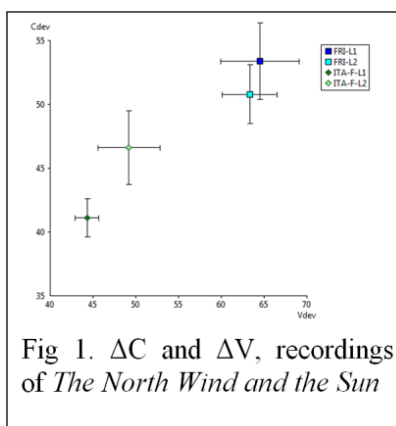 Cdev
55
50
45
40
35
40 45 50 55 60 65 70
Vdev
FRI-L1
FRI-L2
ITA-F-L1
ITA-F-L2
Fig 1. ΔC and ΔV, recordings
of The North Wind and the Sun